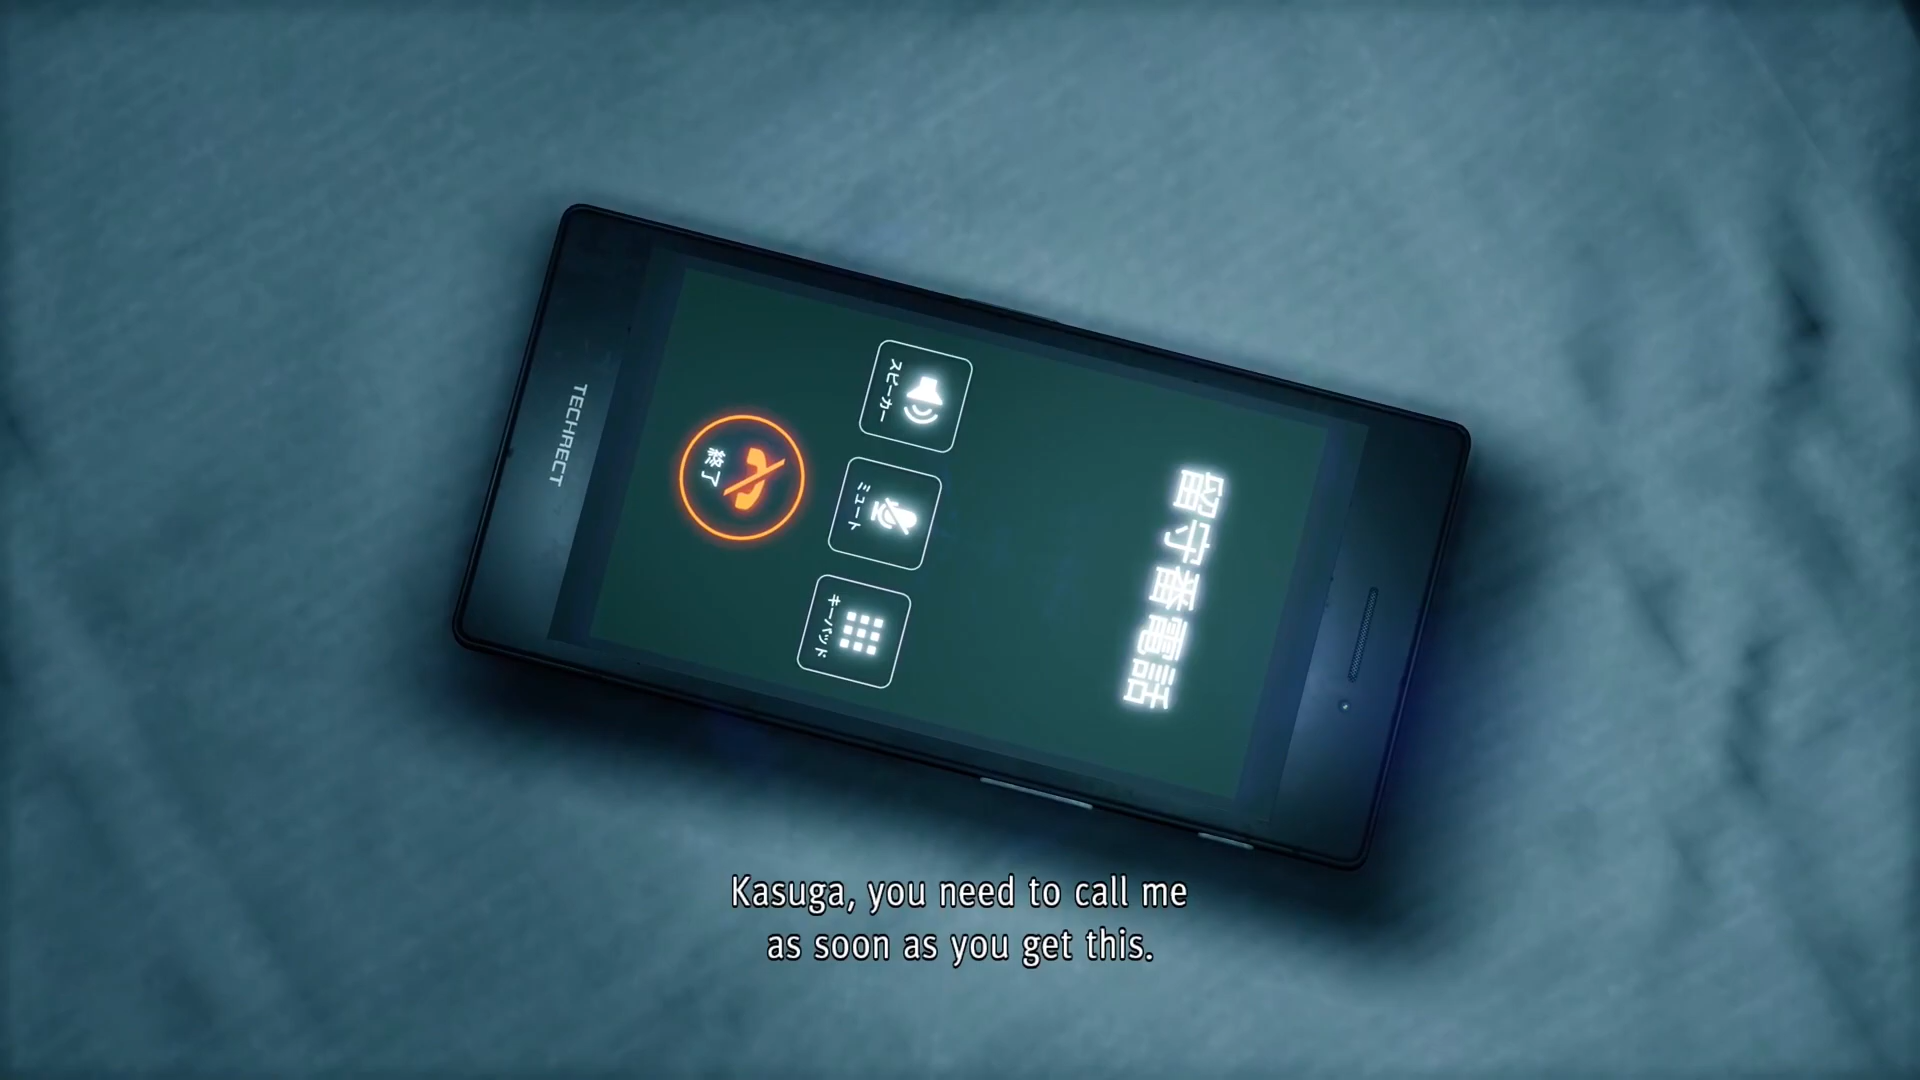 留守番電話
スピーカー
ミュート
キーパッド
終了
TECHRECT
Kasuga, you need to call me
as soon as you get this.